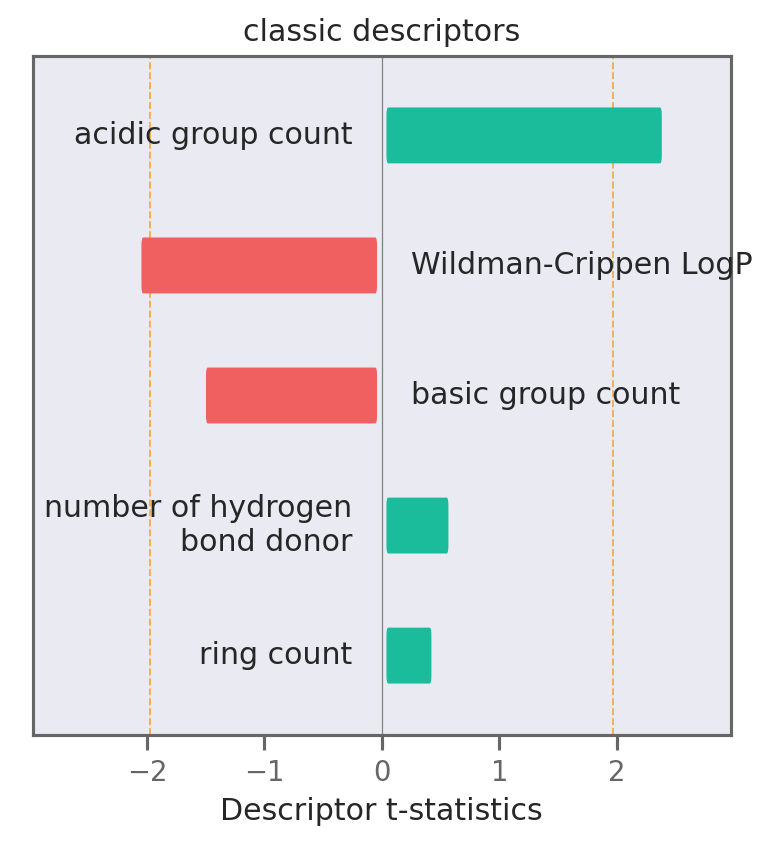 classic descriptors
acidic group count
Wildman-Crippen LogP
basic group count
number of hydrogen
bond donor
ring count
−2 −1 0 1 2
Descriptor t-statistics